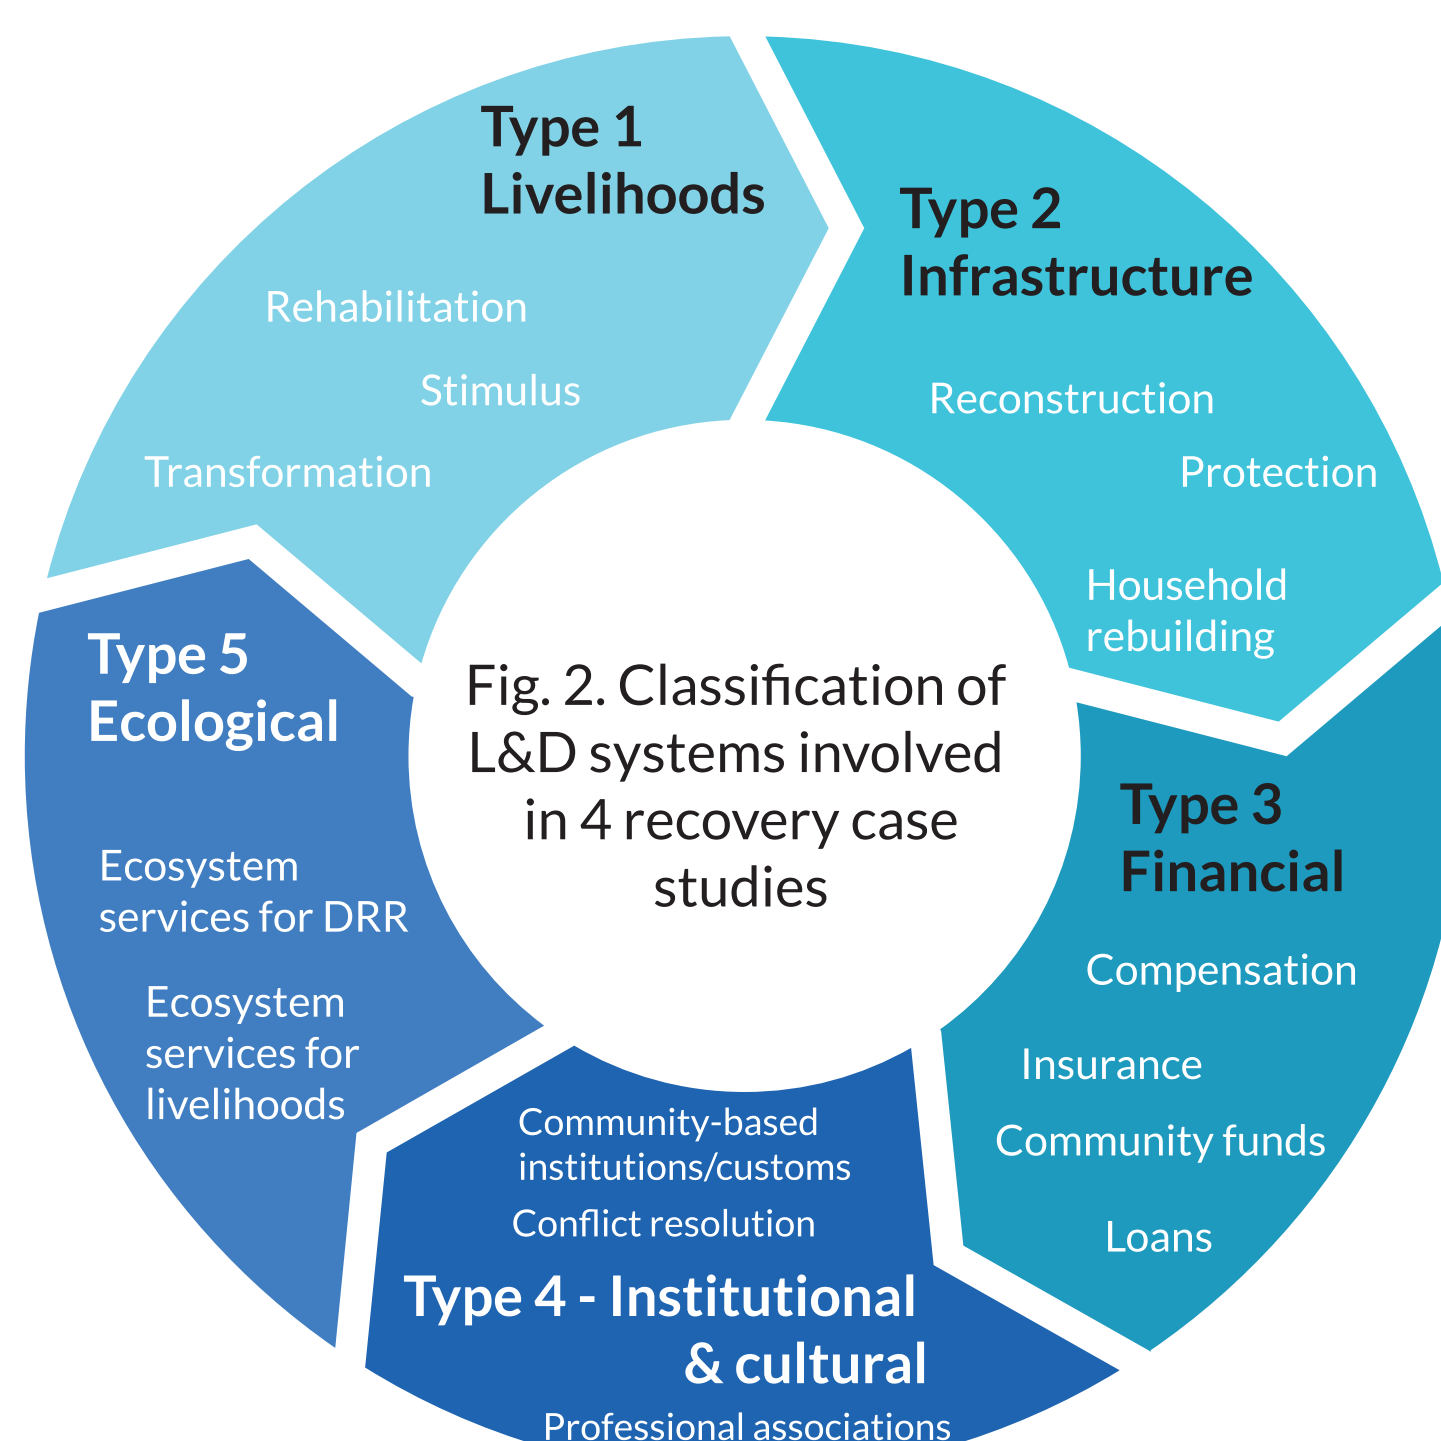 Type 1
Livelihoods
Rehabilitation
Stimulus
Transformation
Type 2
Infrastructure
Reconstruction
Protection
Household
rebuilding
Type 3
Financial
Compensation
Insurance
Community funds
Loans
Community-based
institutions/customs
Conflict resolution
Type 4 - Institutional
& cultural
Professional associations
Type 5
Ecological
Ecosystem
services for DRR
Ecosystem
services for
livelihoods
Fig. 2. Classification of
L&D systems involved
in 4 recovery case
studies